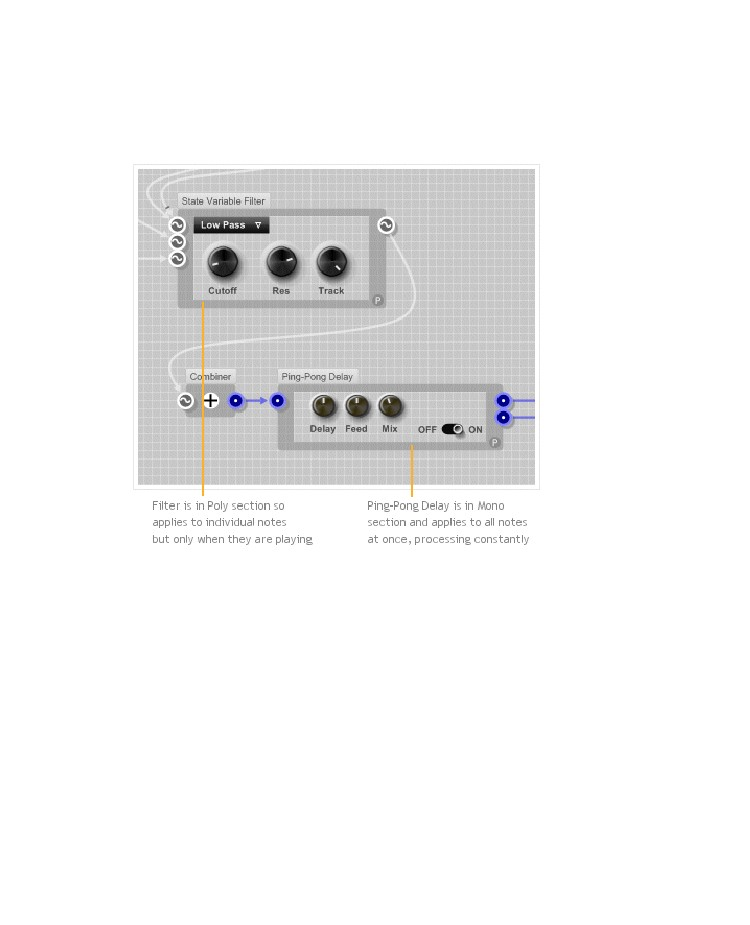 State Variable Filter
Low Pass
Cutoff Res Track
P
Combiner
Ping-Pong Delay
Delay Feed Mix OFF ON
P
Filter is in Poly section so
applies to individual notes
but only when they are playing
Ping-Pong Delay is in Mono
section and applies to all notes
at once, processing constantly